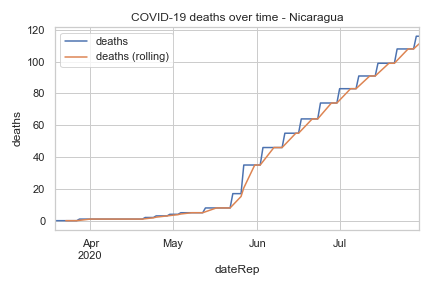 COVID-19 deaths over time - Nicaragua
deaths
deaths (rolling)
120
100
80
60
40
20
0
deaths
Apr
2020
May
Jun
Jul
dateRep